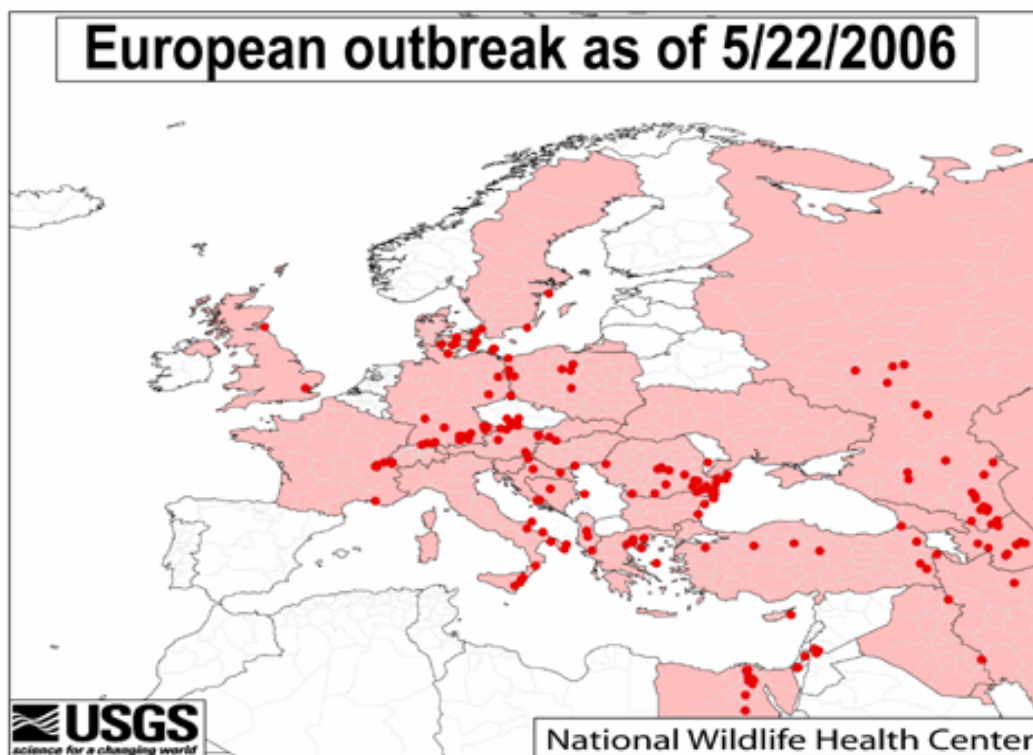 European outbreak as of 5/22/2006
USGS
science for a changing world
National Wildlife Health Center